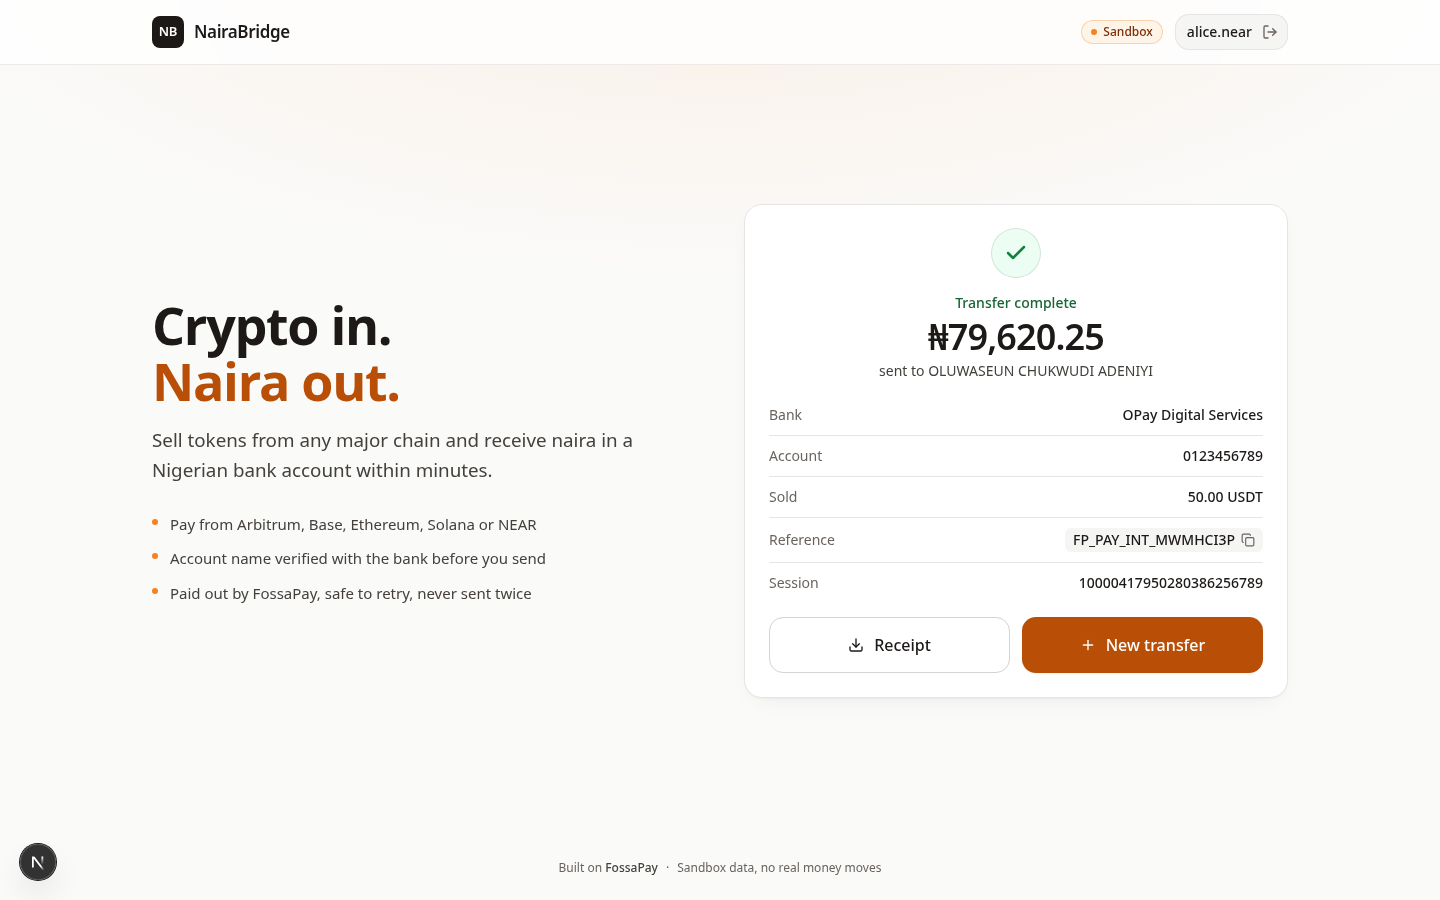 NB NairaBridge
Sandbox
alice.near
Crypto in.
Naira out.
Sell tokens from any major chain and receive naira in a
Nigerian bank account within minutes.
Pay from Arbitrum, Base, Ethereum, Solana or NEAR
Account name verified with the bank before you send
Paid out by FossaPay, safe to retry, never sent twice
Transfer complete
₦79,620.25
sent to OLUWASEUN CHUKWUDI ADENIYI
Bank OPay Digital Services
Account 0123456789
Sold 50.00 USDT
Reference FP_PAY_INT_MWMHCI3P
Session 10000417950280386256789
Receipt
New transfer
N
Built on FossaPay · Sandbox data, no real money moves